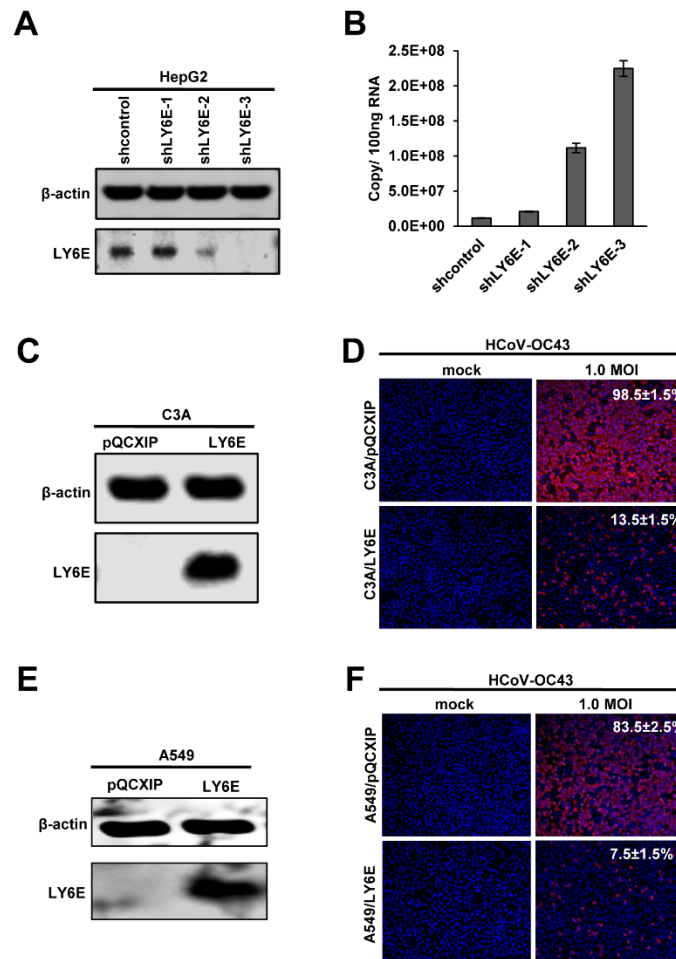 A
HepG2
shcontrol
shLY6E-1
shLY6E-2
shLY6E-3
β-actin
LY6E
B
Copy/ 100ng RNA
2.5E+08
2.0E+08
1.5E+08
1.0E+08
5.0E+07
0.0E+00
shcontrol
shLY6E-1
shLY6E-2
shLY6E-3
C
C3A
pQCXIP LY6E
β-actin
LY6E
D
HCoV-OC43
mock 1.0 MOI
C3A/pQCXIP
98.5±1.5%
C3A/LY6E
13.5±1.5%
E
A549
pQCXIP LY6E
β-actin
LY6E
F
HCoV-OC43
mock 1.0 MOI
A549/pQCXIP
83.5±2.5%
A549/LY6E
7.5±1.5%